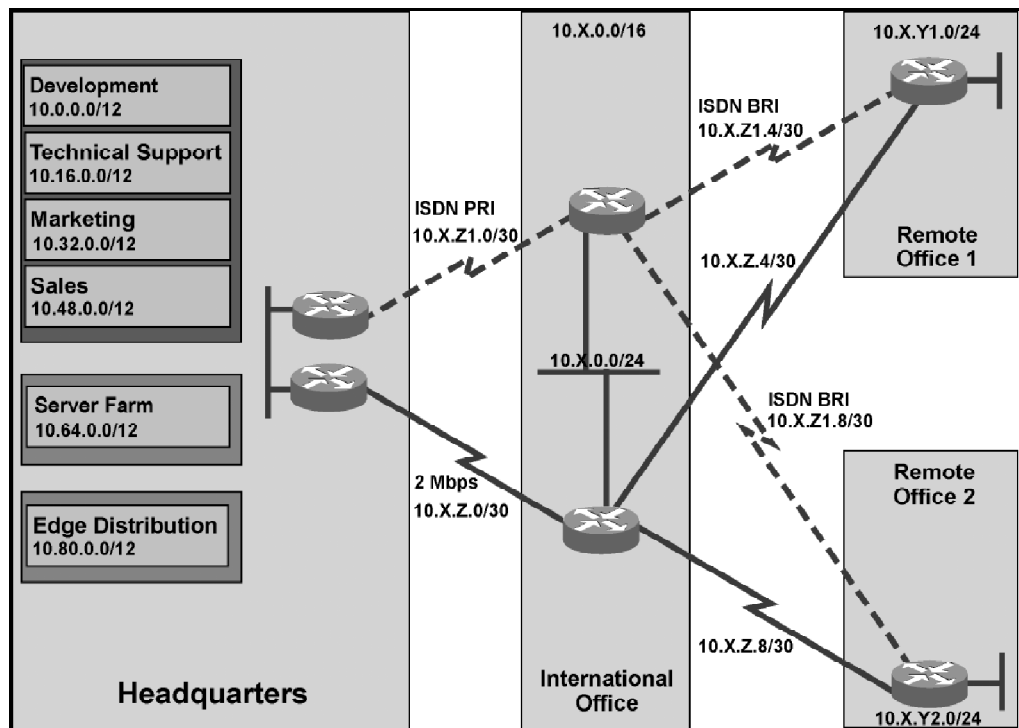 Development
10.0.0.0/12
Technical Support
10.16.0.0/12
Marketing
10.32.0.0/12
Sales
10.48.0.0/12
Server Farm
10.64.0.0/12
Edge Distribution
10.80.0.0/12
Headquarters
ISDN PRI
10.X.Z1.0/30
2 Mbps
10.X.Z.0/30
10.X.0.0/16
10.X.0.0/24
International
Office
ISDN BRI
10.X.Z1.4/30
10.X.Z.4/30
ISDN BRI
10.X.Z1.8/30
10.X.Z.8/30
10.X.Y1.0/24
Remote
Office 1
Remote
Office 2
10.X.Y2.0/24